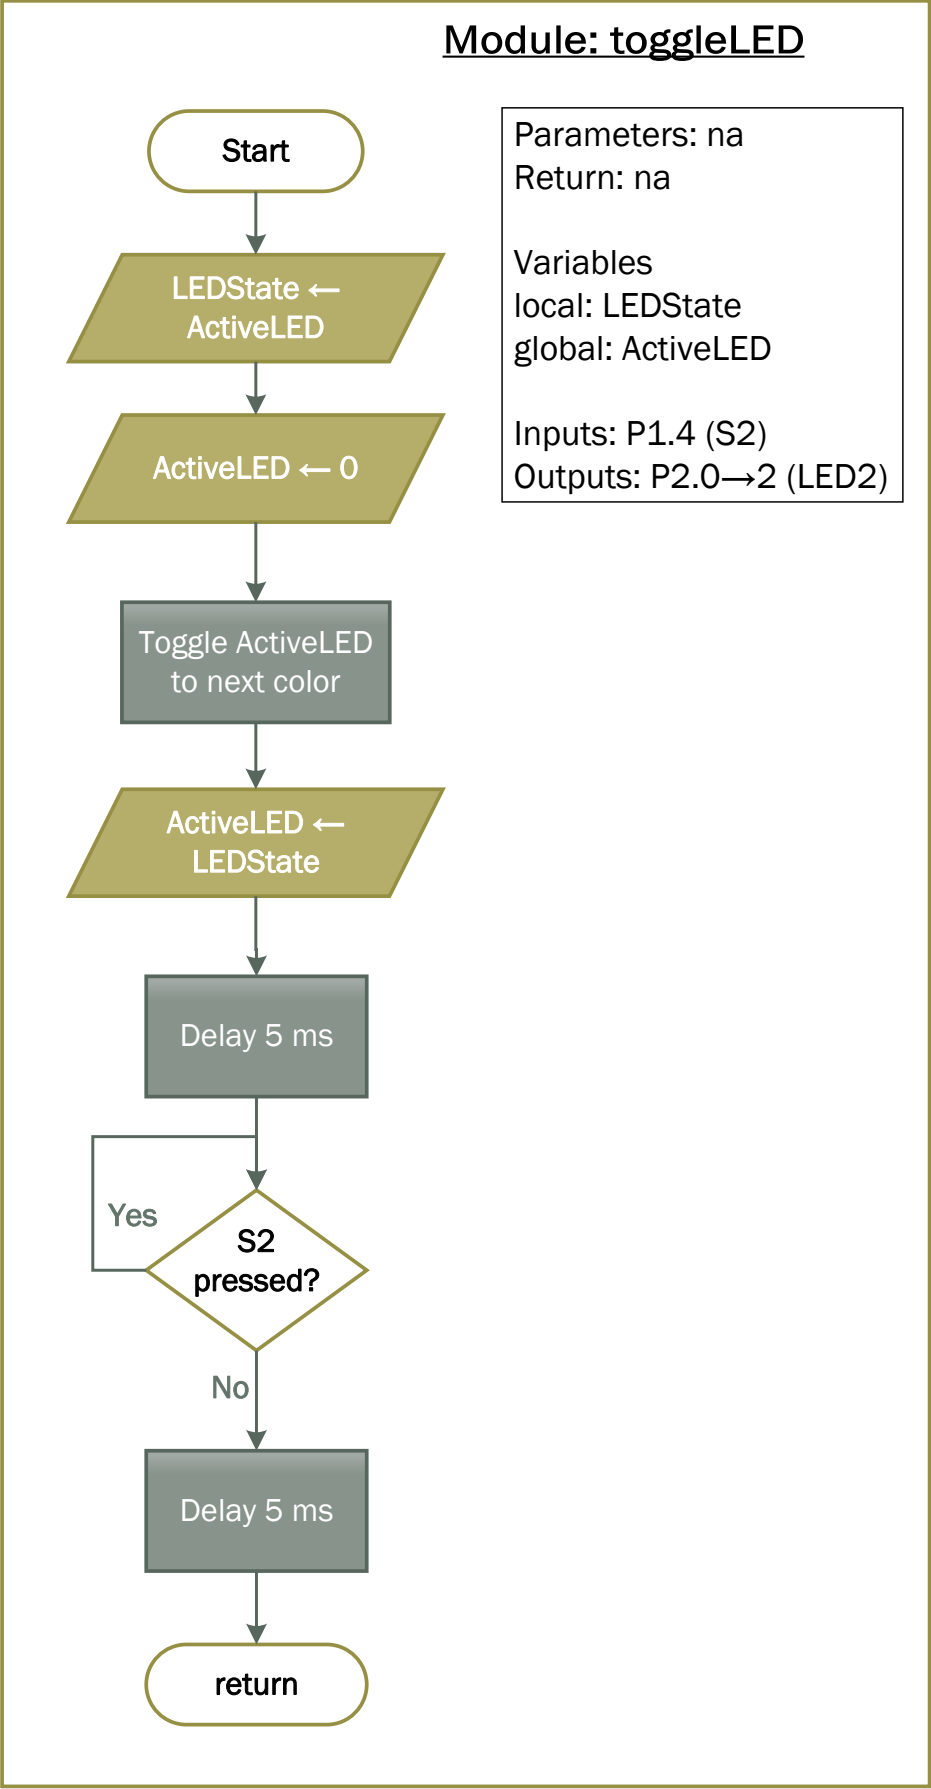 Module: toggleLED
Start
Parameters: na
Return: na
Variables
local: LEDState
global: ActiveLED
Inputs: P1.4 (S2)
Outputs: P2.0→2 (LED2)
LEDState ←
ActiveLED
ActiveLED ← 0
Toggle ActiveLED
to next color
ActiveLED ←
LEDState
Delay 5 ms
Yes
S2
pressed?
No
Delay 5 ms
return